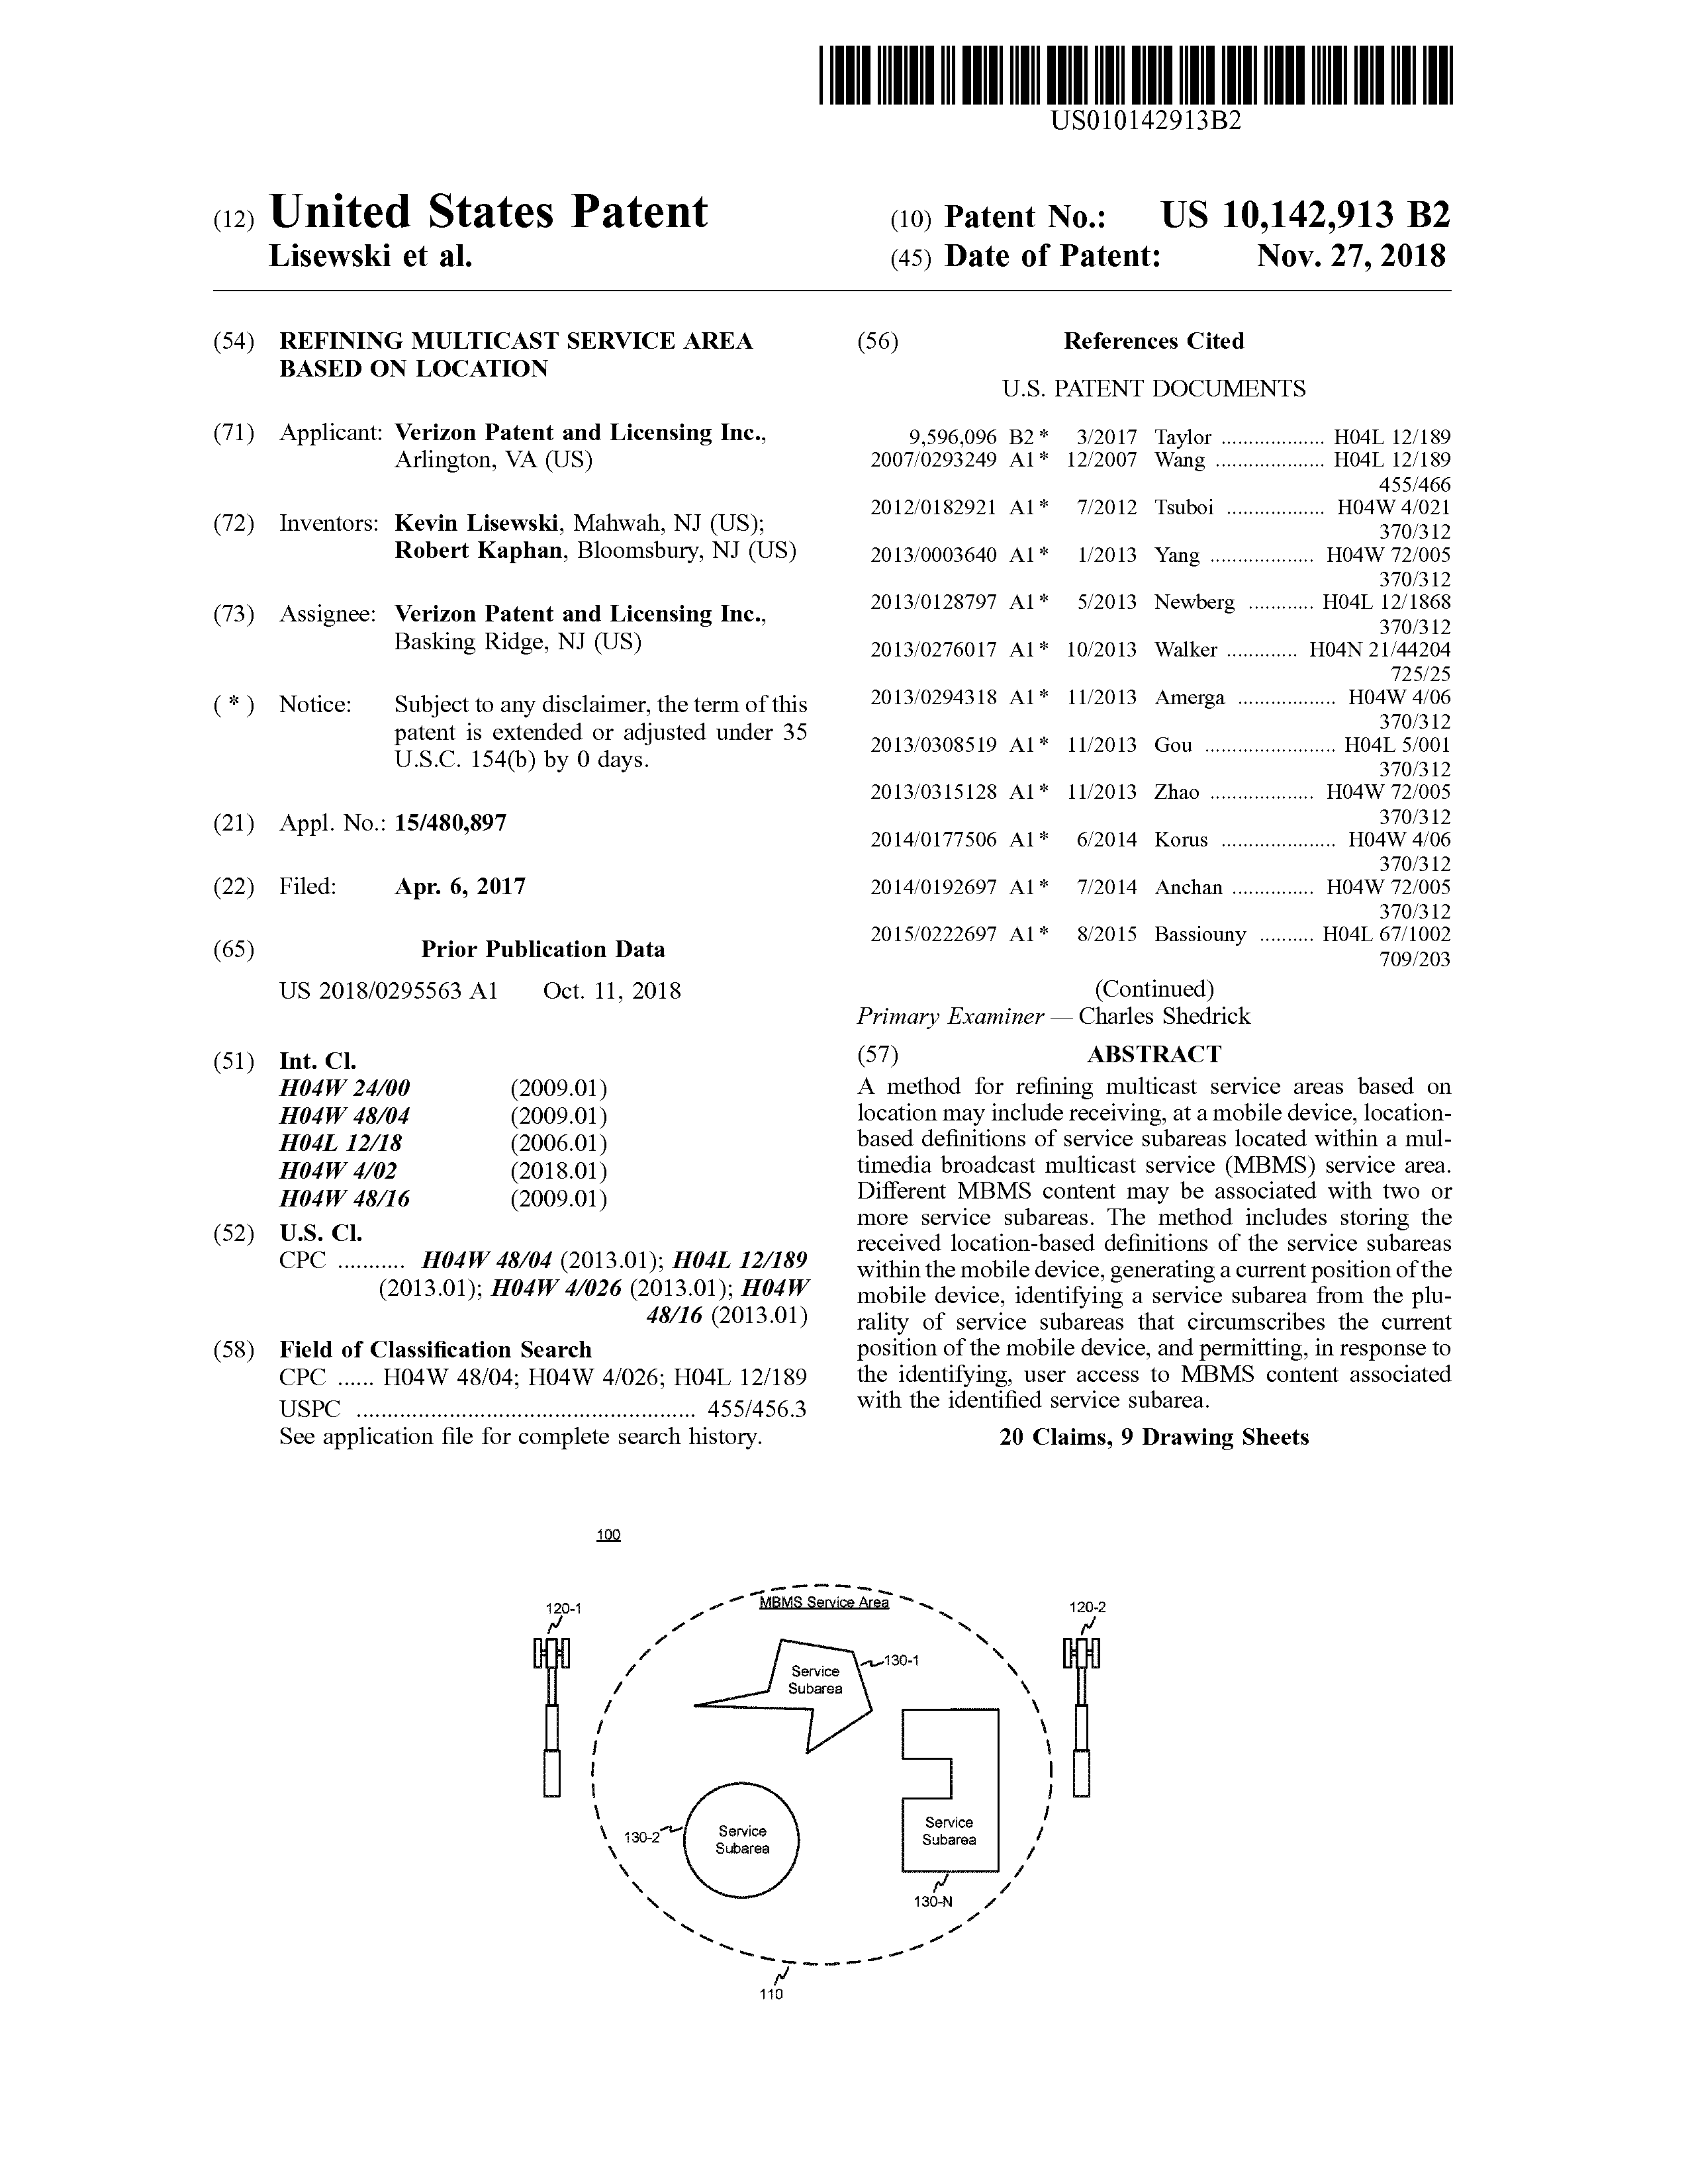 US010142913B2
(12) United States Patent
Lisewski et al.
(10) Patent No.: US 10,142,913 B2
(45) Date of Patent: Nov. 27, 2018
(54) REFINING MULTICAST SERVICE AREA
BASED ON LOCATION
(71) Applicant: Verizon Patent and Licensing Inc.,
Arlington, VA (US)
(72) Inventors: Kevin Lisewski, Mahwah, NJ (US);
Robert Kaphan, Bloomsbury, NJ (US)
(73) Assignee: Verizon Patent and Licensing Inc.,
Basking Ridge, NJ (US)
( * ) Notice: Subject to any disclaimer, the term of this
patent is extended or adjusted under 35
U.S.C. 154(b) by 0 days.
(21) Appl. No.: 15/480,897
(22) Filed: Apr. 6, 2017
(65) Prior Publication Data
US 2018/0295563 A1 Oct. 11, 2018
(51) Int. Cl.
H04W 24/00 (2009.01)
H04W 48/04 (2009.01)
H04L 12/18 (2006.01)
H04W 4/02 (2018.01)
H04W 48/16 (2009.01)
(52) U.S. Cl.
CPC ........... H04W 48/04 (2013.01); H04L 12/189
(2013.01); H04W 4/026 (2013.01); H04W
48/16 (2013.01)
(58) Field of Classification Search
CPC ...... H04W 48/04; H04W 4/026; H04L 12/189
USPC ....................................................... 455/456.3
See application file for complete search history.
(56) References Cited
U.S. PATENT DOCUMENTS
9,596,096 B2 * 3/2017 Taylor ................... H04L 12/189
2007/0293249 A1 * 12/2007 Wang .................... H04L 12/189
455/466
2012/0182921 A1 * 7/2012 Tsuboi .................. H04W 4/021
370/312
2013/0003640 A1 * 1/2013 Yang ................... H04W 72/005
370/312
2013/0128797 A1 * 5/2013 Newberg ............ H04L 12/1868
370/312
2013/0276017 A1 * 10/2013 Walker ............. H04N 21/44204
725/25
2013/0294318 A1 * 11/2013 Amerga .................. H04W 4/06
370/312
2013/0308519 A1 * 11/2013 Gou ........................ H04L 5/001
370/312
2013/0315128 A1 * 11/2013 Zhao ................... H04W 72/005
370/312
2014/0177506 A1 * 6/2014 Korus ..................... H04W 4/06
370/312
2014/0192697 A1 * 7/2014 Anchan ............... H04W 72/005
370/312
2015/0222697 A1 * 8/2015 Bassiouny .......... H04L 67/1002
709/203
(Continued)
Primary Examiner — Charles Shedrick
(57) ABSTRACT
A method for refining multicast service areas based on
location may include receiving, at a mobile device, location-
based definitions of service subareas located within a mul-
timedia broadcast multicast service (MBMS) service area.
Different MBMS content may be associated with two or
more service subareas. The method includes storing the
received location-based definitions of the service subareas
within the mobile device, generating a current position of the
mobile device, identifying a service subarea from the plu-
rality of service subareas that circumscribes the current
position of the mobile device, and permitting, in response to
the identifying, user access to MBMS content associated
with the identified service subarea.
20 Claims, 9 Drawing Sheets
100
120-1
MBMS Service Area
120-2
Service
Subarea
130-1
130-2
Service
Subarea
Service
Subarea
130-N
110